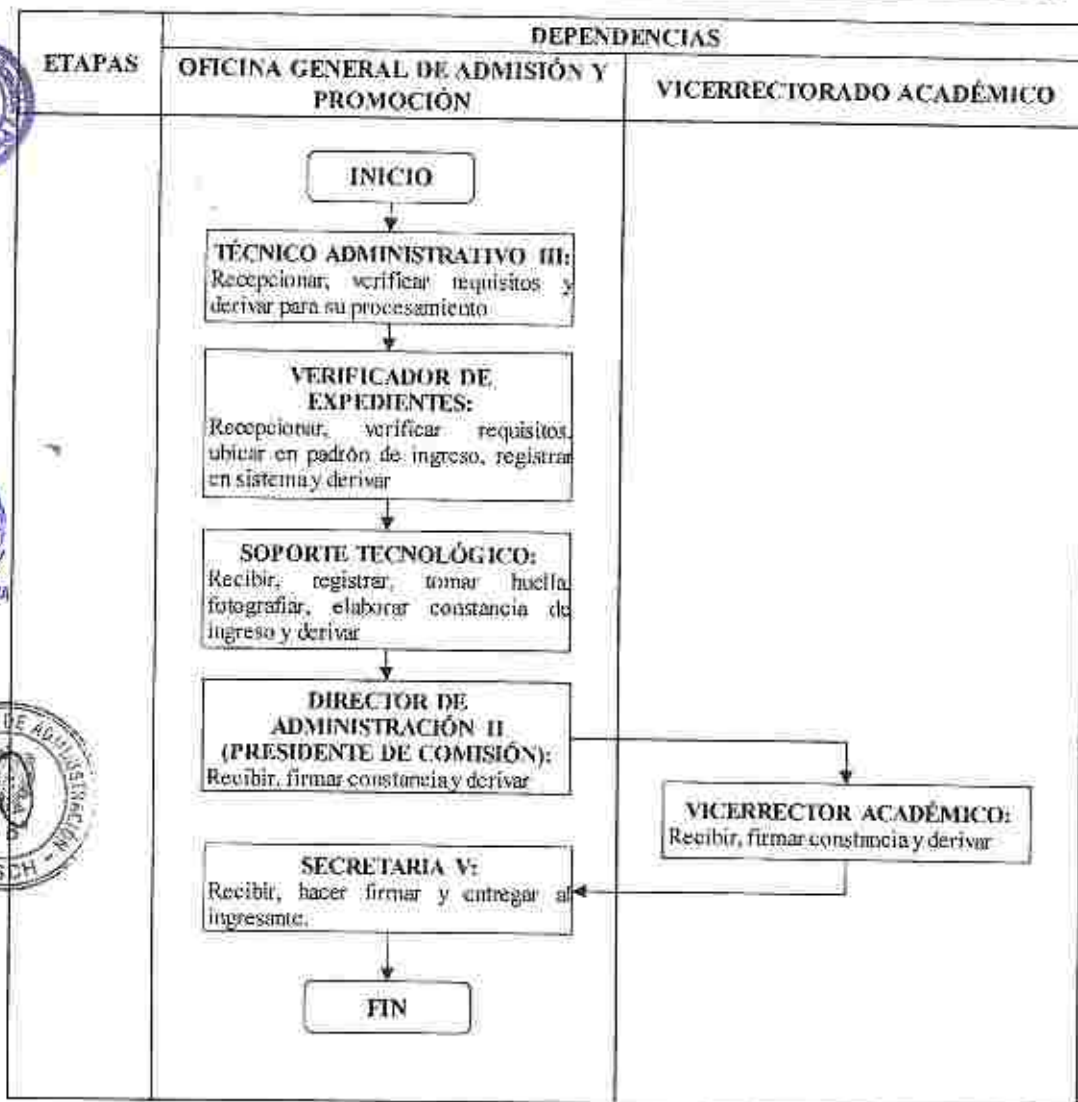 DEPENDENCIAS
ETAPAS
OFICINA GENERAL DE ADMISIÓN Y
PROMOCIÓN
VICERRECTORADO ACADÉMICO
INICIO
TÉCNICO ADMINISTRATIVO III:
Recepcionar, verificar requisitos y
derivar para su procesamiento
VERIFICADOR DE
EXPEDIENTES:
Recepcionar, verificar requisitos,
ubicar en padrón de ingreso, registrar
en sistema y derivar
SOPORTE TECNOLÓGICO:
Recibir, registrar, tomar huella,
fotografiar, elaborar constancia de
ingreso y derivar
DIRECTOR DE
ADMINISTRACIÓN II
(PRESIDENTE DE COMISIÓN):
Recibir, firmar constancia y derivar
VICERRECTOR ACADÉMICO:
Recibir, firmar constancia y derivar
SECRETARIA V:
Recibir, hacer firmar y entregar al
ingresante.
FIN
DE ADMINISTRACIÓN -